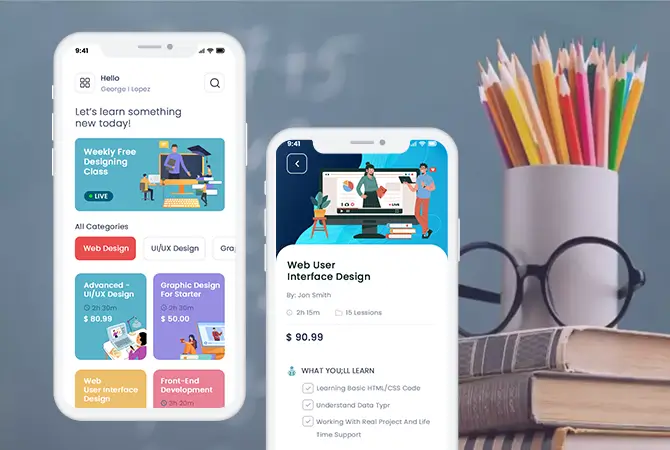 9:41
Hello
George I Lopez
Let's learn something
new today!
Weekly Free
Designing
Class
LIVE
All Categories
Web Design
UI/UX Design
Advanced -
UI/UX Design
2h 30m
$ 80.99
Graphic Design
For Starter
2h 30m
$ 50.00
Web
User Interface
Design
Front-End
Development
3h 20m
9:41
LIVE
Web User
Interface Design
By: Jon Smith
2h 15m
15 Lessions
$ 90.99
WHAT YOU;LL LEARN
Learning Basic HTML/CSS Code
Understand Data Typr
Working With Real Project And Life
Time Support